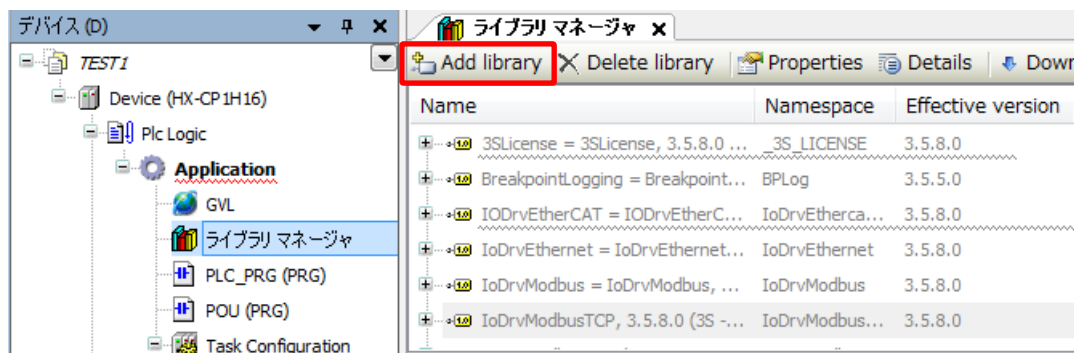 デバイス (D)
TEST1
Device (HX-CP1H16)
Plc Logic
Application
GVL
ライブラリ マネージャ
PLC_PRG (PRG)
POU (PRG)
Task Configuration
ライブラリ マネージャ
Add library Delete library Properties Details Down
Name Namespace Effective version
3SLicense = 3SLicense, 3.5.8.0 ... _3S_LICENSE 3.5.8.0
BreakpointLogging = Breakpoint... BPLog 3.5.5.0
IODrvEtherCAT = IODrvEtherC... IoDrvEtherca... 3.5.8.0
IoDrvEthernet = IoDrvEthernet... IoDrvEthernet 3.5.8.0
IoDrvModbus = IoDrvModbus, ... IoDrvModbus 3.5.8.0
IoDrvModbusTCP, 3.5.8.0 (3S -... IoDrvModbus... 3.5.8.0